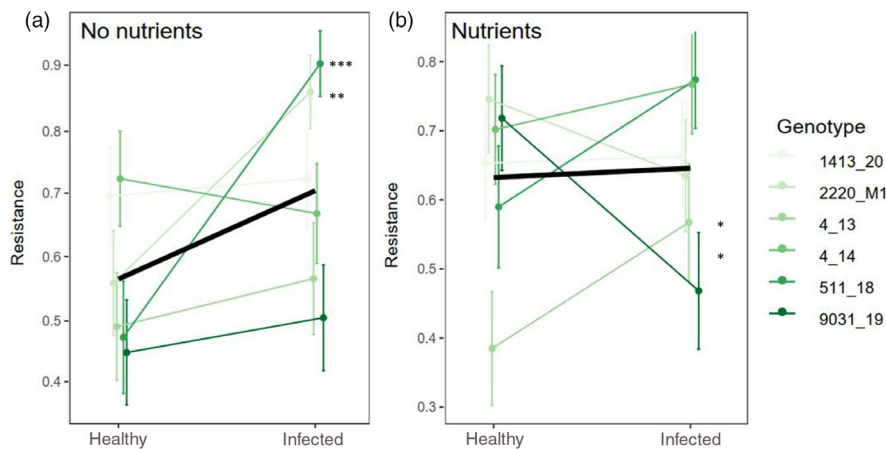 (a)
No nutrients
Resistance
0.9
0.8
0.7
0.6
0.5
0.4
***
**
Healthy
Infected
(b)
Nutrients
Resistance
0.8
0.7
0.6
0.5
0.4
0.3
*
*
Healthy
Infected
Genotype
1413_20
2220_M1
4_13
4_14
511_18
9031_19